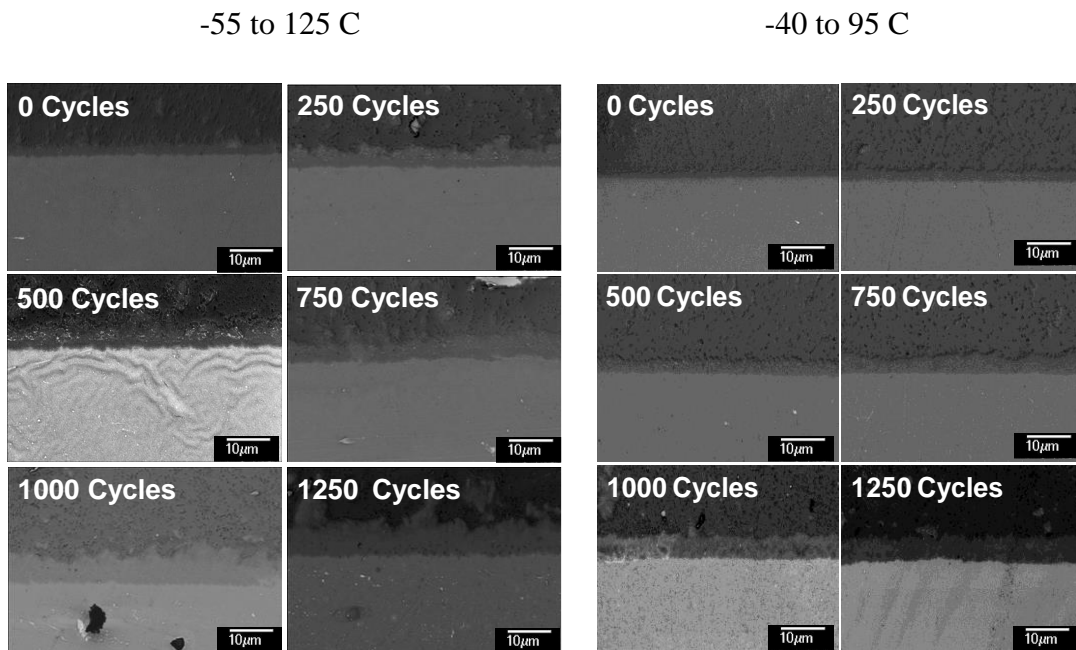 -55 to 125 C
-40 to 95 C
0 Cycles
250 Cycles
0 Cycles
250 Cycles
10μm
10μm
10μm
10μm
500 Cycles
750 Cycles
500 Cycles
750 Cycles
10μm
10μm
10μm
10μm
1000 Cycles
1250 Cycles
1000 Cycles
1250 Cycles
10μm
10μm
10μm
10μm